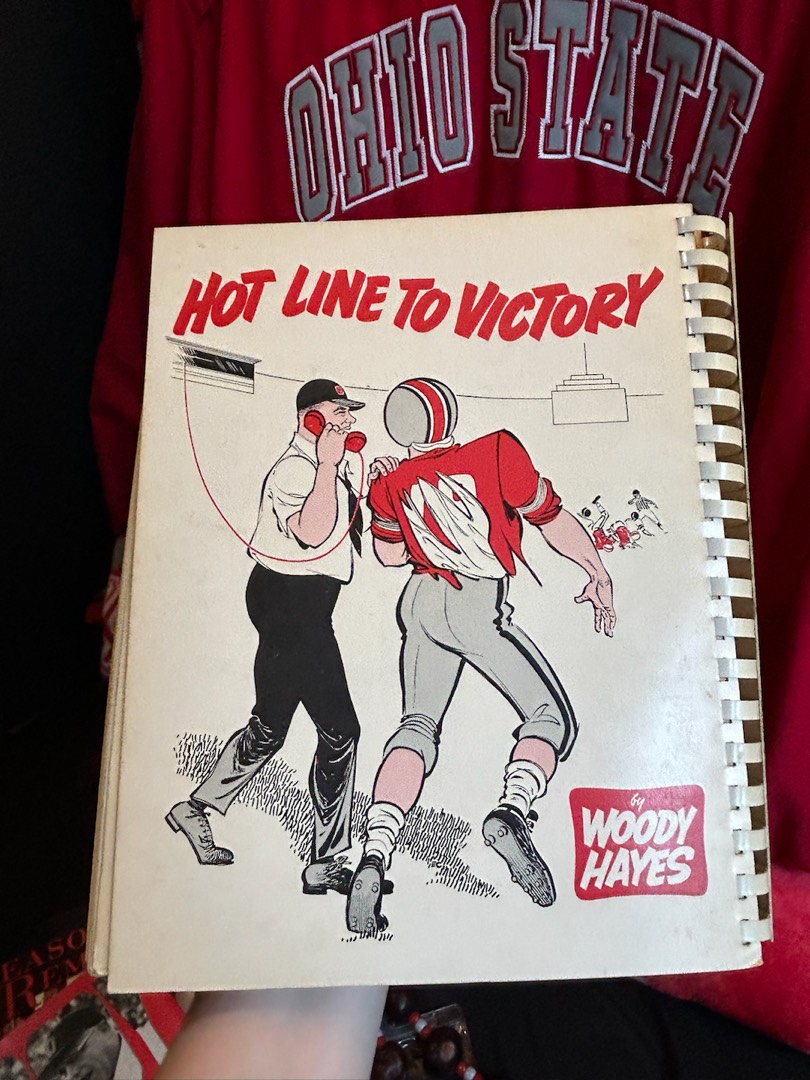 OHIO STATE
HOT LINE TO VICTORY
by
WOODY
HAYES